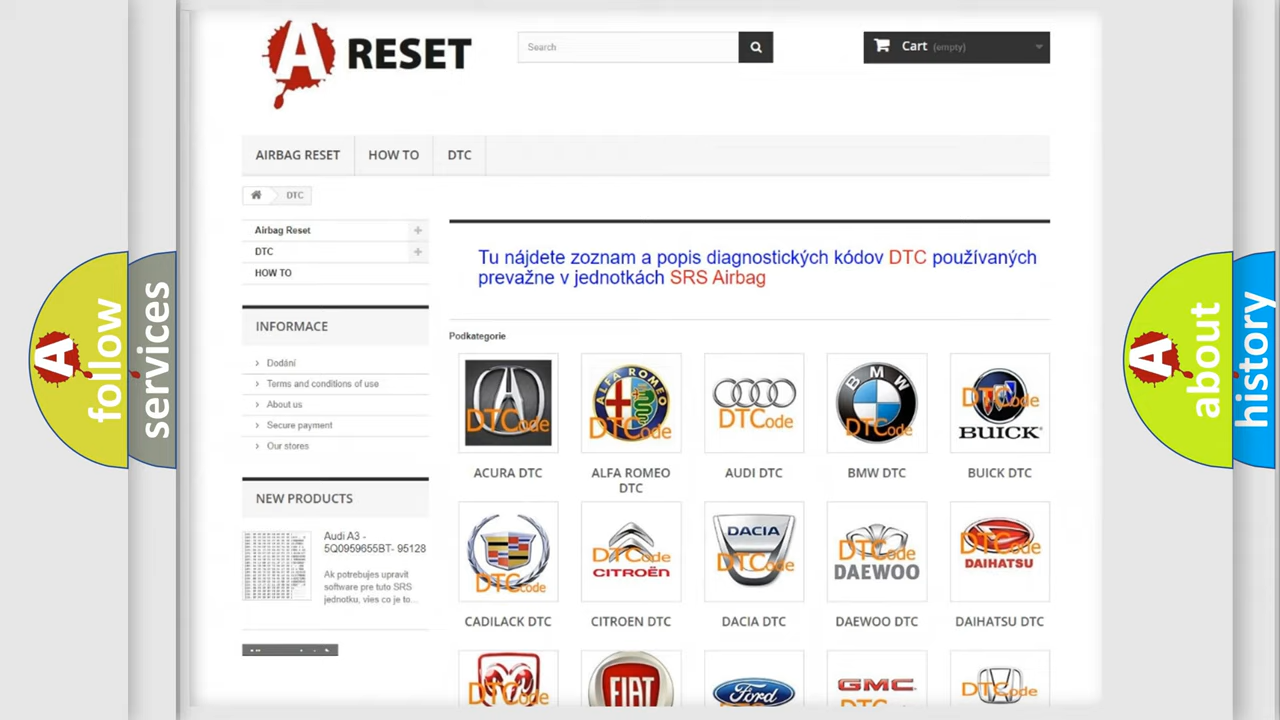 A RESET
Search
Cart (empty)
AIRBAG RESET
HOW TO
DTC
DTC
Airbag Reset
DTC
HOW TO
Tu nájdete zoznam a popis diagnostických kódov DTC používaných
prevažne v jednotkách SRS Airbag
INFORMACE
Dodání
Terms and conditions of use
About us
Secure payment
Our stores
NEW PRODUCTS
Audi A3 -
5Q0959655BT- 95128
Ak potrebujes upravit
software pre tuto SRS
jednotku, vies co je to...
Podkategorie
DTCode
ACURA DTC
ALFA ROMEO
DTCode
ALFA ROMEO
DTC
DTCode
AUDI DTC
BMW
DTCode
BMW DTC
DTCode
BUICK
BUICK DTC
DTCode
CADILACK DTC
DTCode
CITROËN
CITROEN DTC
DACIA
DTCode
DACIA DTC
DTCode
DAEWOO
DAEWOO DTC
DTCode
DAIHATSU
DAIHATSU DTC
DTCode
FIAT
Ford
GMC
DTCode
A follow
services
A about
history